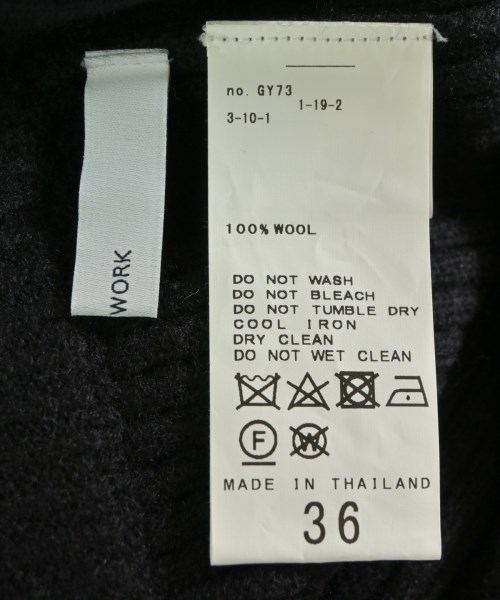 WORK
no. GY73
1-19-2
3-10-1
100% WOOL
DO NOT WASH
DO NOT BLEACH
DO NOT TUMBLE DRY
COOL IRON
DRY CLEAN
DO NOT WET CLEAN
F W
MADE IN THAILAND
36